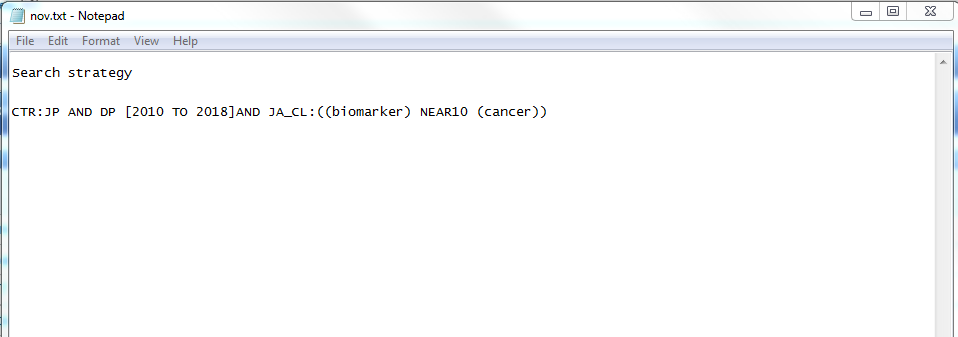 nov.txt - Notepad
File Edit Format View Help
Search strategy
CTR:JP AND DP [2010 TO 2018]AND JA_CL:((biomarker) NEAR10 (cancer))